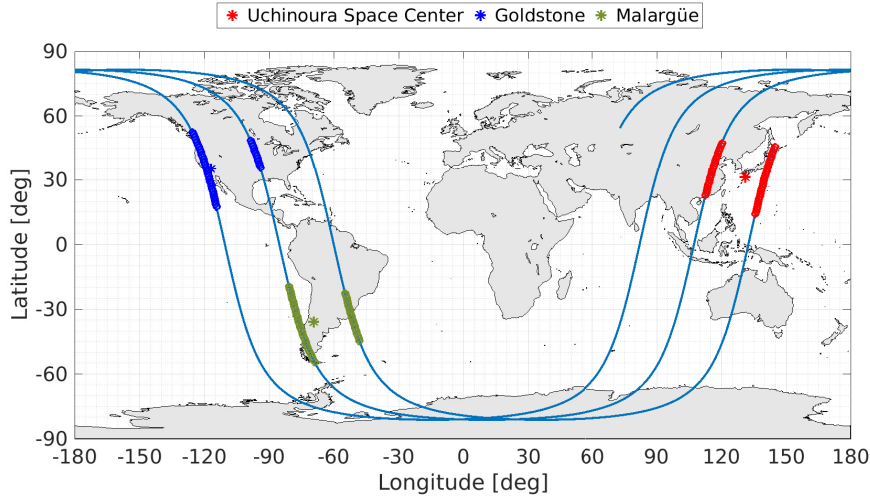 Uchinoura Space Center Goldstone Malargüe
90
60
30
0
-30
-60
-90
-180 -150 -120 -90 -60 -30 0 30 60 90 120 150 180
Latitude [deg]
Longitude [deg]